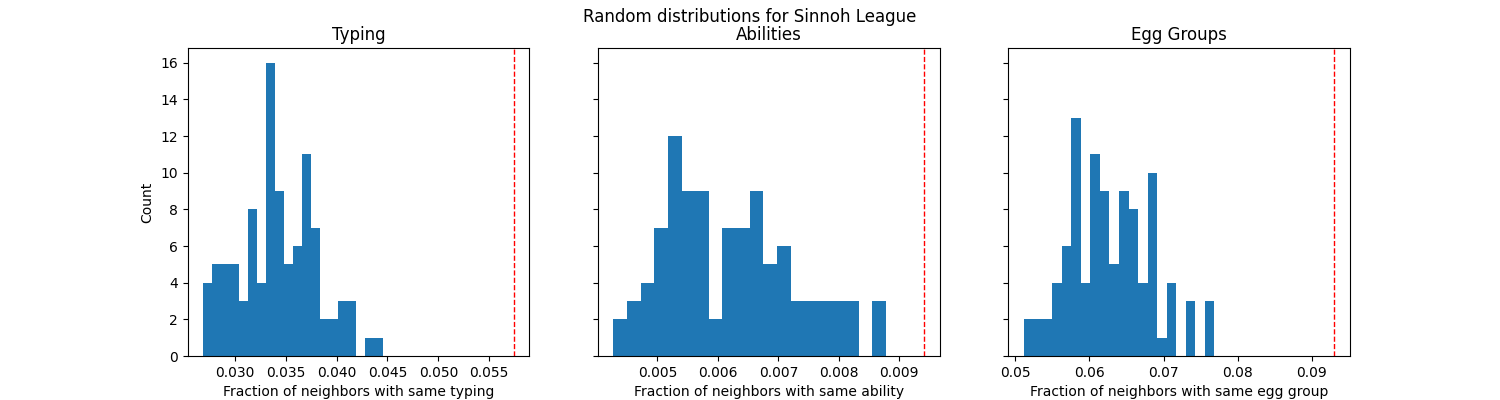 Random distributions for Sinnoh League
Typing
Abilities
Egg Groups
Count
16
14
12
10
8
6
4
2
0
0.030 0.035 0.040 0.045 0.050 0.055
0.005 0.006 0.007 0.008 0.009
0.05 0.06 0.07 0.08 0.09
Fraction of neighbors with same typing
Fraction of neighbors with same ability
Fraction of neighbors with same egg group